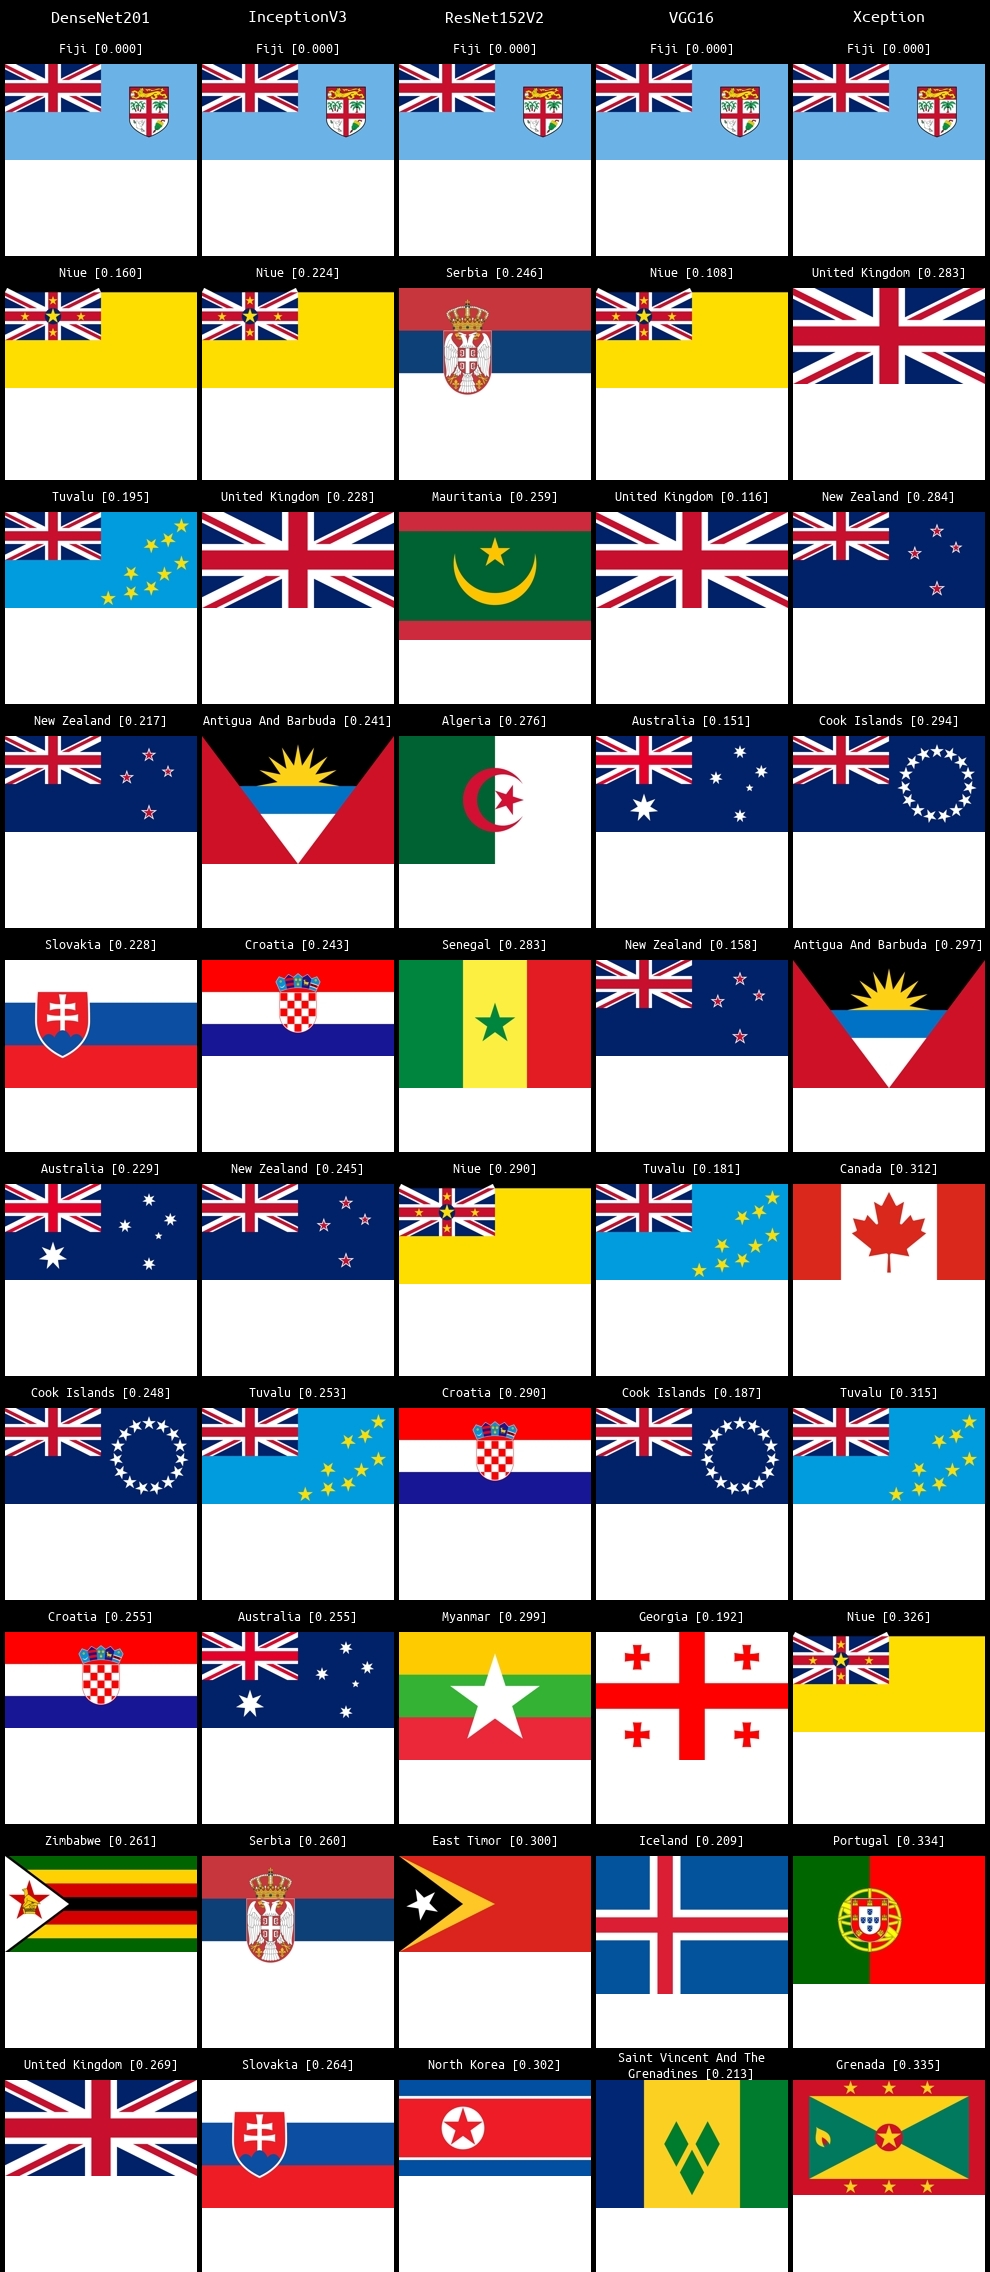 DenseNet201 InceptionV3 ResNet152V2 VGG16 Xception
Fiji [0.000] Fiji [0.000] Fiji [0.000] Fiji [0.000] Fiji [0.000]
Niue [0.160] Niue [0.224] Serbia [0.246] Niue [0.108] United Kingdom [0.283]
Tuvalu [0.195] United Kingdom [0.228] Mauritania [0.259] United Kingdom [0.116] New Zealand [0.284]
New Zealand [0.217] Antigua And Barbuda [0.241] Algeria [0.276] Australia [0.151] Cook Islands [0.294]
Slovakia [0.228] Croatia [0.243] Senegal [0.283] New Zealand [0.158] Antigua And Barbuda [0.297]
Australia [0.229] New Zealand [0.245] Niue [0.290] Tuvalu [0.181] Canada [0.312]
Cook Islands [0.248] Tuvalu [0.253] Croatia [0.290] Cook Islands [0.187] Tuvalu [0.315]
Croatia [0.255] Australia [0.255] Myanmar [0.299] Georgia [0.192] Niue [0.326]
Zimbabwe [0.261] Serbia [0.260] East Timor [0.300] Iceland [0.209] Portugal [0.334]
United Kingdom [0.269] Slovakia [0.264] North Korea [0.302] Saint Vincent And The
Grenadines [0.213] Grenada [0.335]